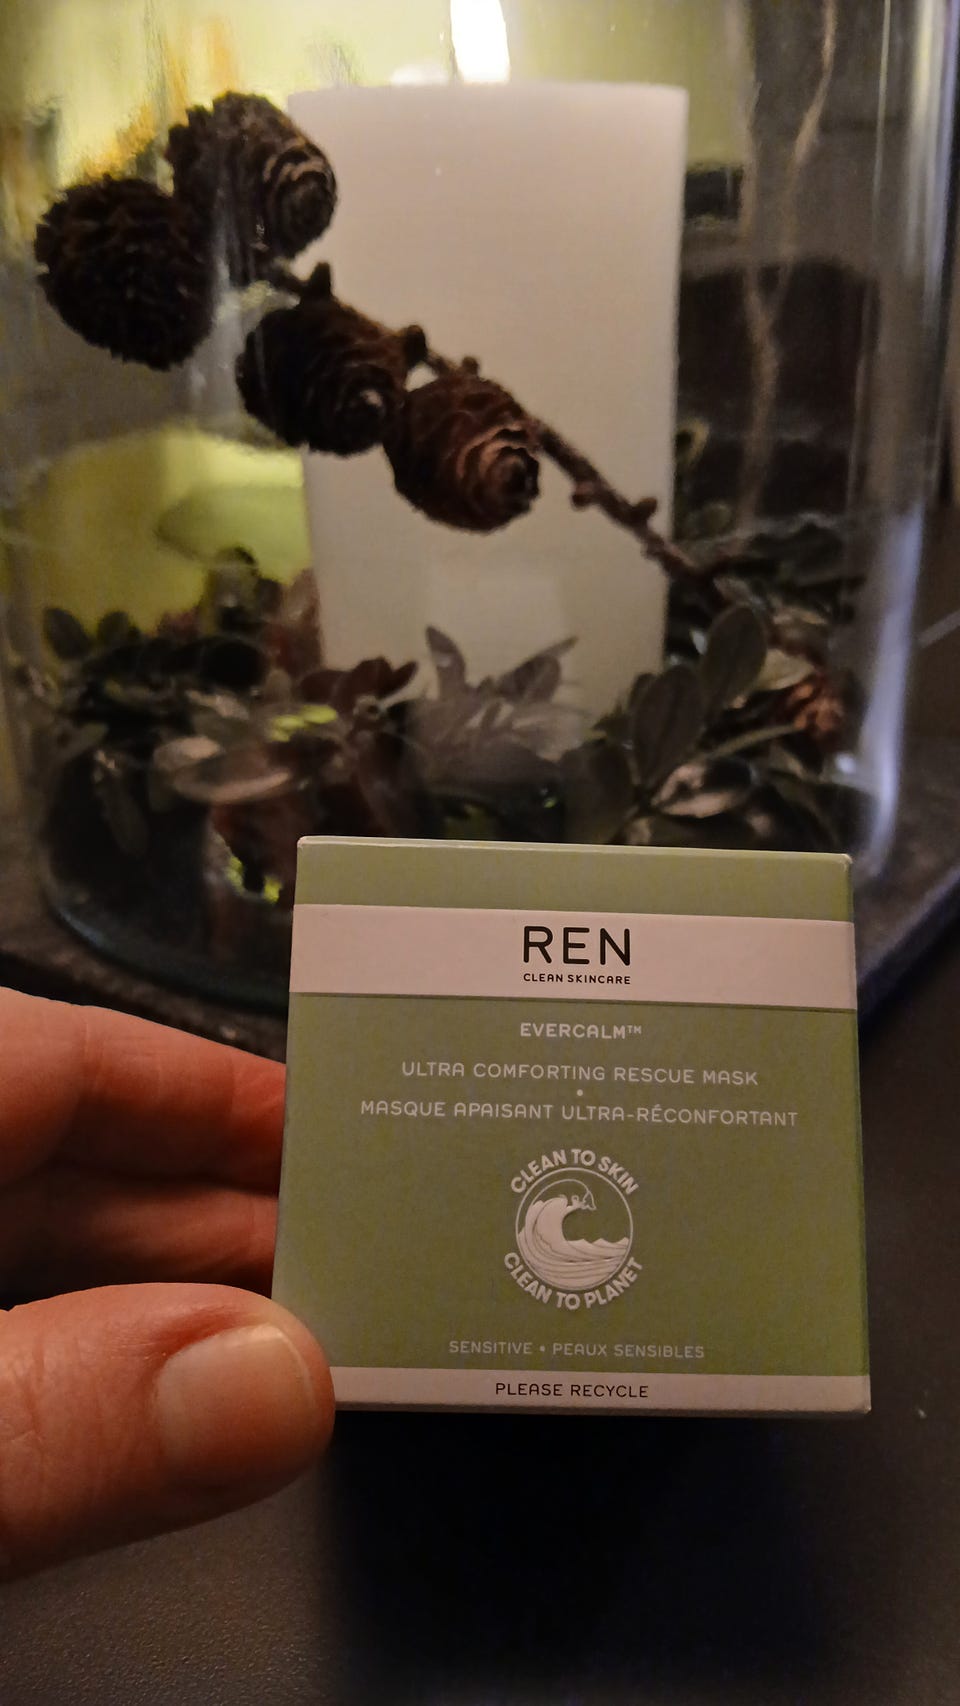 REN
CLEAN SKINCARE
EVERCALM™
ULTRA COMFORTING RESCUE MASK
•
MASQUE APAISANT ULTRA-RÉCONFORTANT
CLEAN TO SKIN
CLEAN TO PLANET
SENSITIVE • PEAUX SENSIBLES
PLEASE RECYCLE